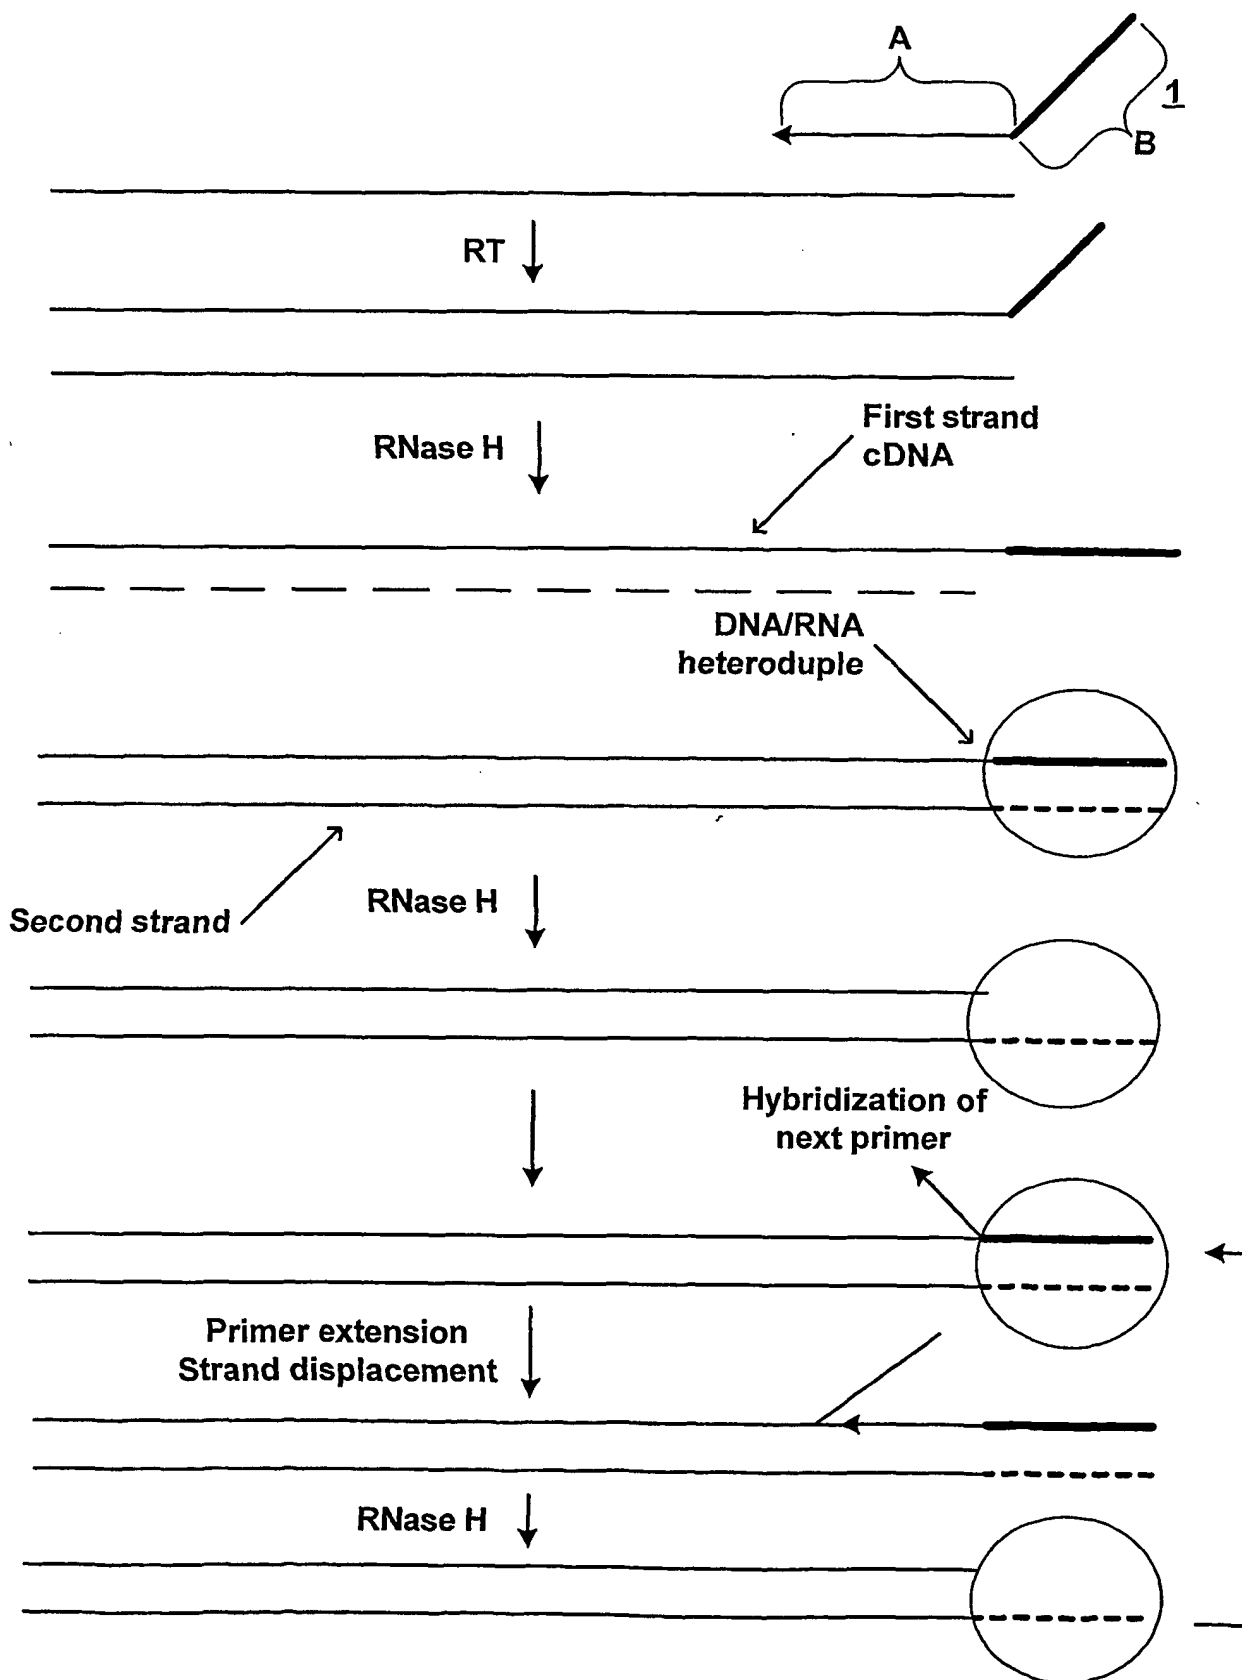 A
1
B
RT
First strand
cDNA
RNase H
DNA/RNA
heteroduple
Second strand
RNase H
Hybridization of
next primer
Primer extension
Strand displacement
RNase H